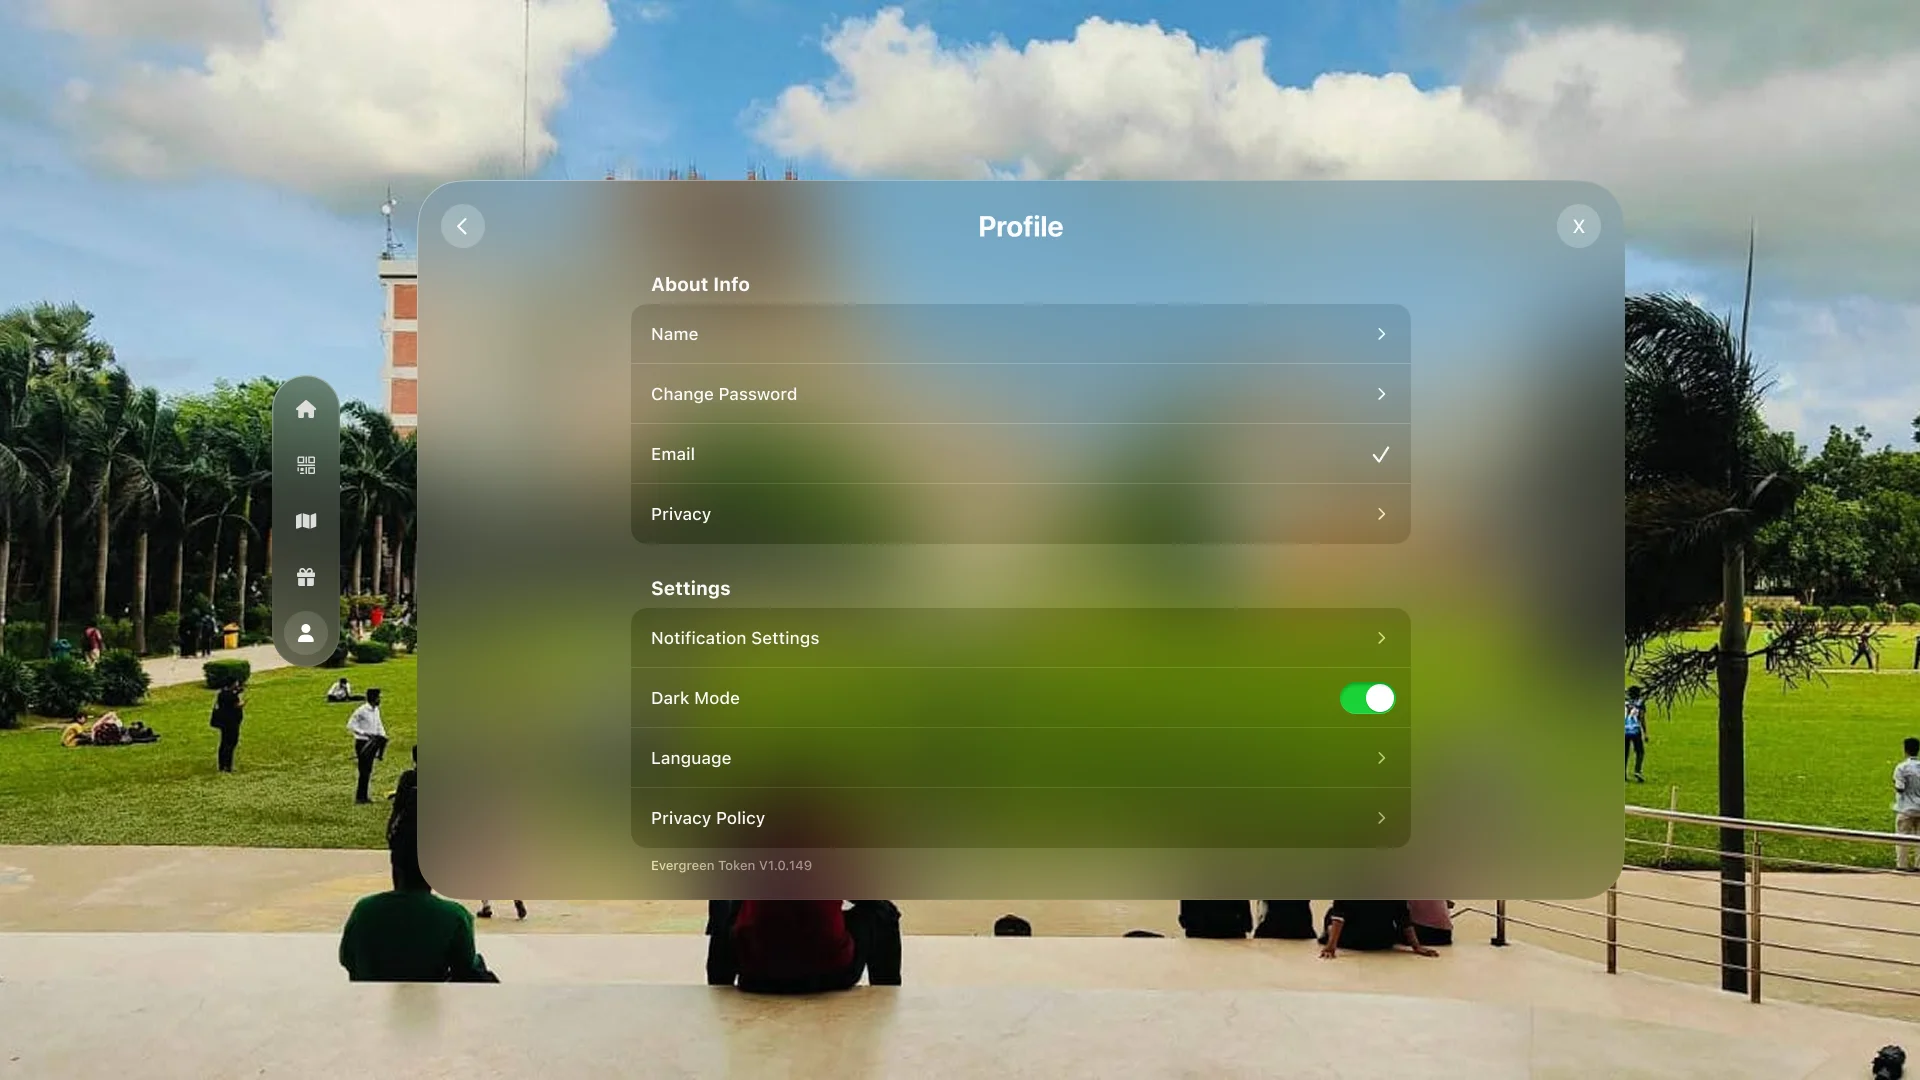 Profile
X
About Info
Name
Change Password
Email
Privacy
Settings
Notification Settings
Dark Mode
Language
Privacy Policy
Evergreen Token V1.0.149